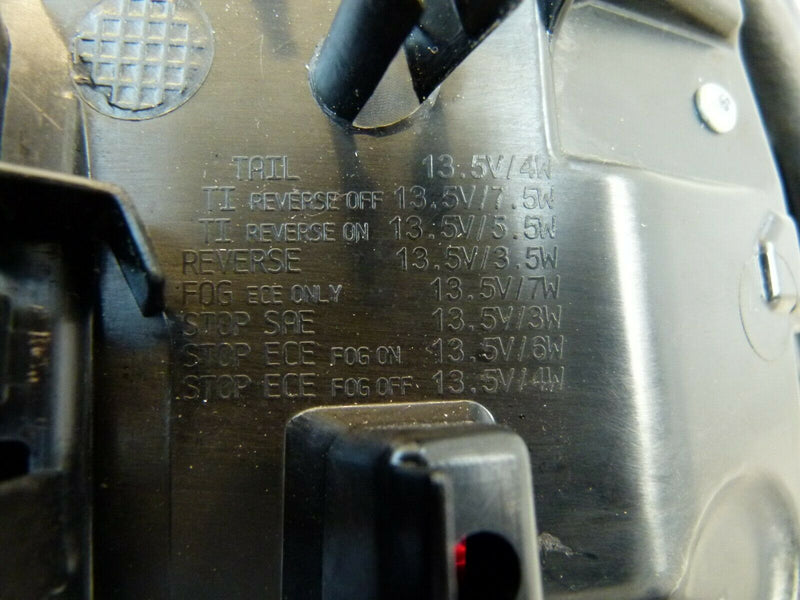 TAIL 13.5V/4W
TI REVERSE OFF 13.5V/7.5W
TI REVERSE ON 13.5V/5.5W
REVERSE 13.5V/3.5W
FOG ECE ONLY 13.5V/7W
STOP SAE 13.5V/3W
STOP ECE FOG ON 13.5V/6W
STOP ECE FOG OFF 13.5V/4W